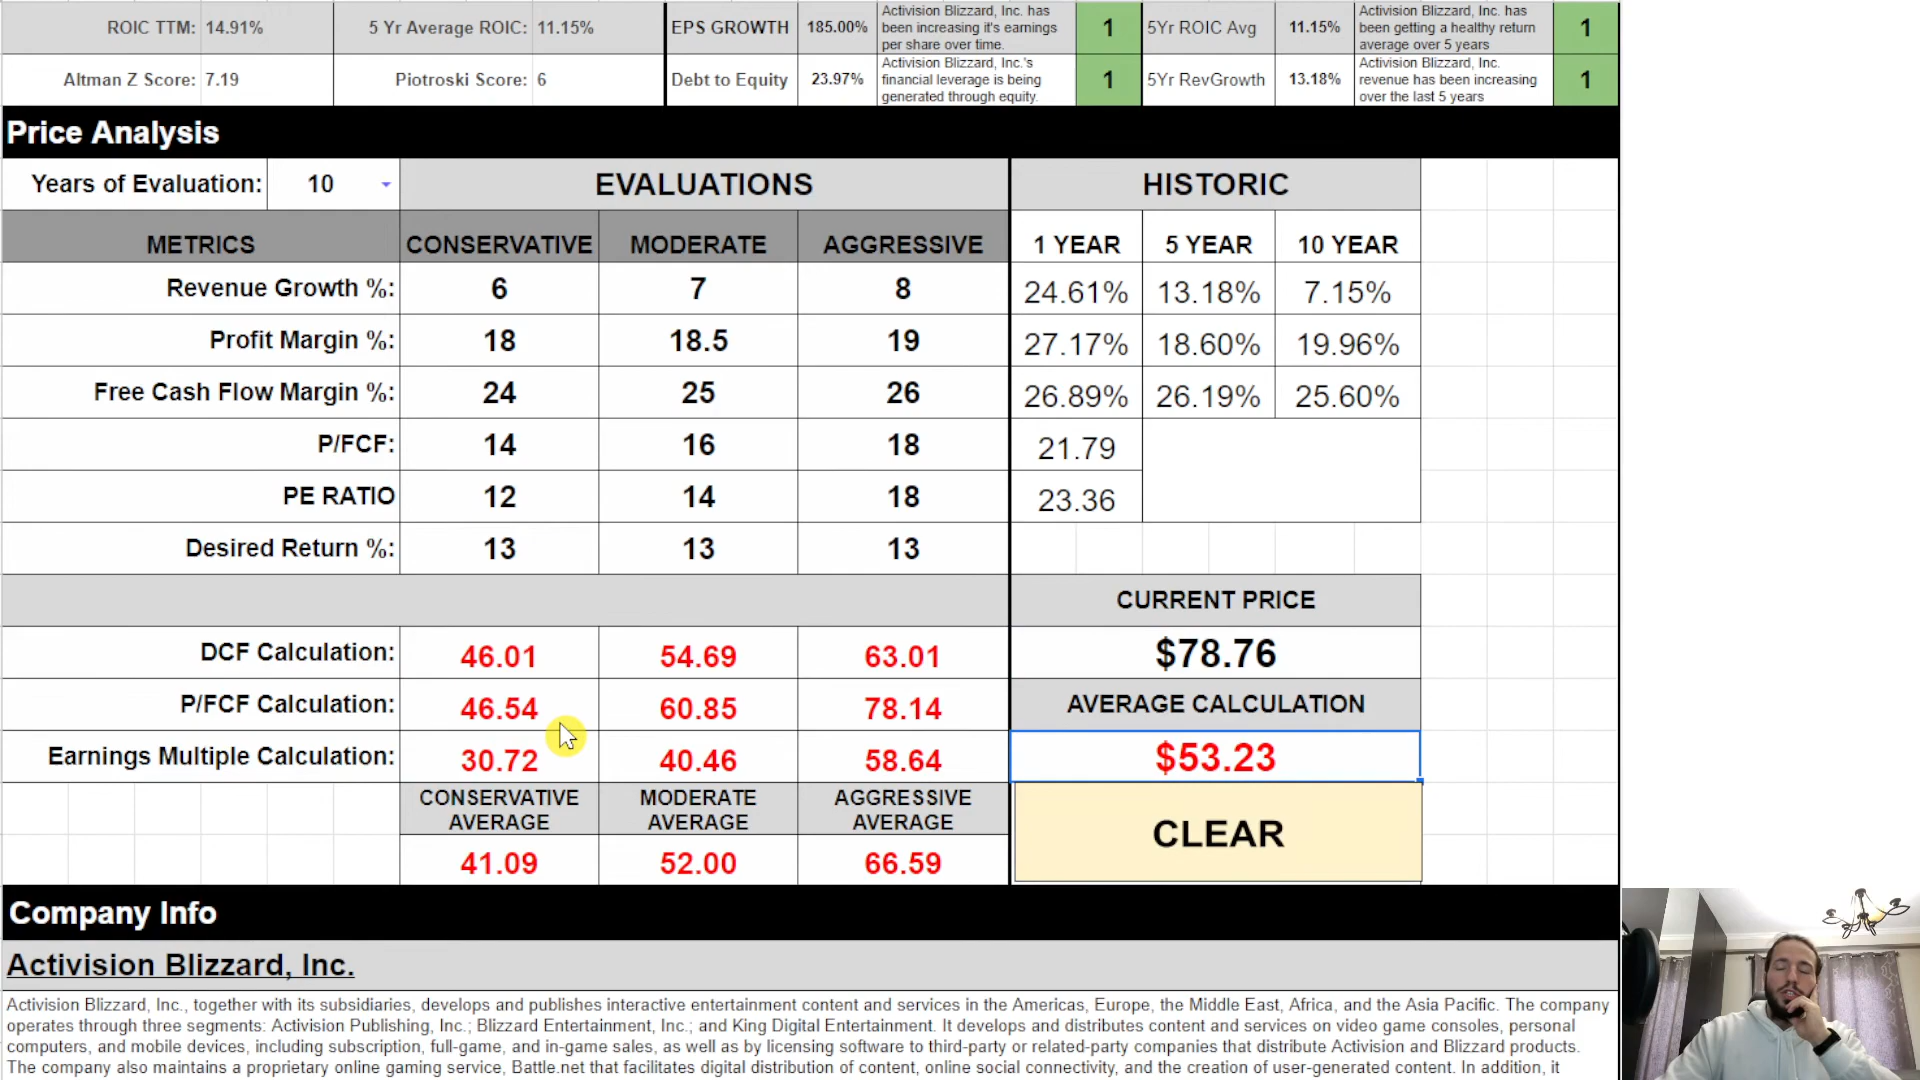 ROIC TTM: 14.91% 5 Yr Average ROIC: 11.15% EPS GROWTH 185.00% Activision Blizzard, Inc. has been increasing it's earnings per share over time. 1 5Yr ROIC Avg 11.15% Activision Blizzard, Inc. has been getting a healthy return average over 5 years 1
Altman Z Score: 7.19 Piotroski Score: 6 Debt to Equity 23.97% Activision Blizzard, Inc.'s financial leverage is being generated through equity. 1 5Yr RevGrowth 13.18% Activision Blizzard, Inc. revenue has been increasing over the last 5 years 1
Price Analysis
Years of Evaluation: 10 EVALUATIONS HISTORIC
METRICS CONSERVATIVE MODERATE AGGRESSIVE 1 YEAR 5 YEAR 10 YEAR
Revenue Growth %: 6 7 8 24.61% 13.18% 7.15%
Profit Margin %: 18 18.5 19 27.17% 18.60% 19.96%
Free Cash Flow Margin %: 24 25 26 26.89% 26.19% 25.60%
P/FCF: 14 16 18 21.79
PE RATIO 12 14 18 23.36
Desired Return %: 13 13 13
CURRENT PRICE
DCF Calculation: 46.01 54.69 63.01 $78.76
P/FCF Calculation: 46.54 60.85 78.14 AVERAGE CALCULATION
Earnings Multiple Calculation: 30.72 40.46 58.64 $53.23
CONSERVATIVE AVERAGE MODERATE AVERAGE AGGRESSIVE AVERAGE CLEAR
41.09 52.00 66.59
Company Info
Activision Blizzard, Inc.
Activision Blizzard, Inc., together with its subsidiaries, develops and publishes interactive entertainment content and services in the Americas, Europe, the Middle East, Africa, and the Asia Pacific. The company
operates through three segments: Activision Publishing, Inc.; Blizzard Entertainment, Inc.; and King Digital Entertainment. It develops and distributes content and services on video game consoles, personal
computers, and mobile devices, including subscription, full-game, and in-game sales, as well as by licensing software to third-party or related-party companies that distribute Activision and Blizzard products.
The company also maintains a proprietary online gaming service, Battle.net that facilitates digital distribution of content, online social connectivity, and the creation of user-generated content. In addition, it